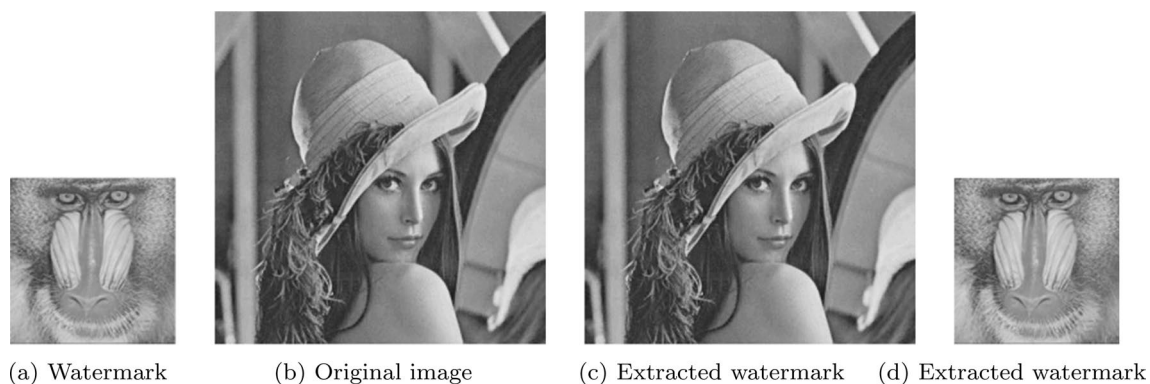 (a) Watermark
(b) Original image
(c) Extracted watermark
(d) Extracted watermark